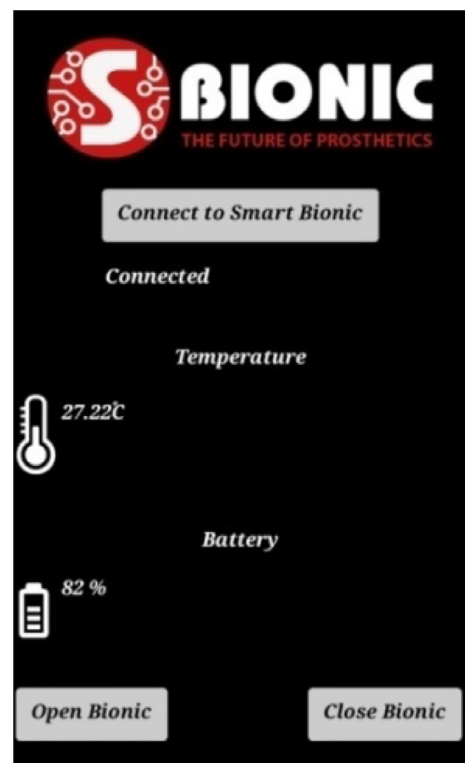 S BIONIC
THE FUTURE OF PROSTHETICS
Connect to Smart Bionic
Connected
Temperature
27.22℃
Battery
82 %
Open Bionic
Close Bionic